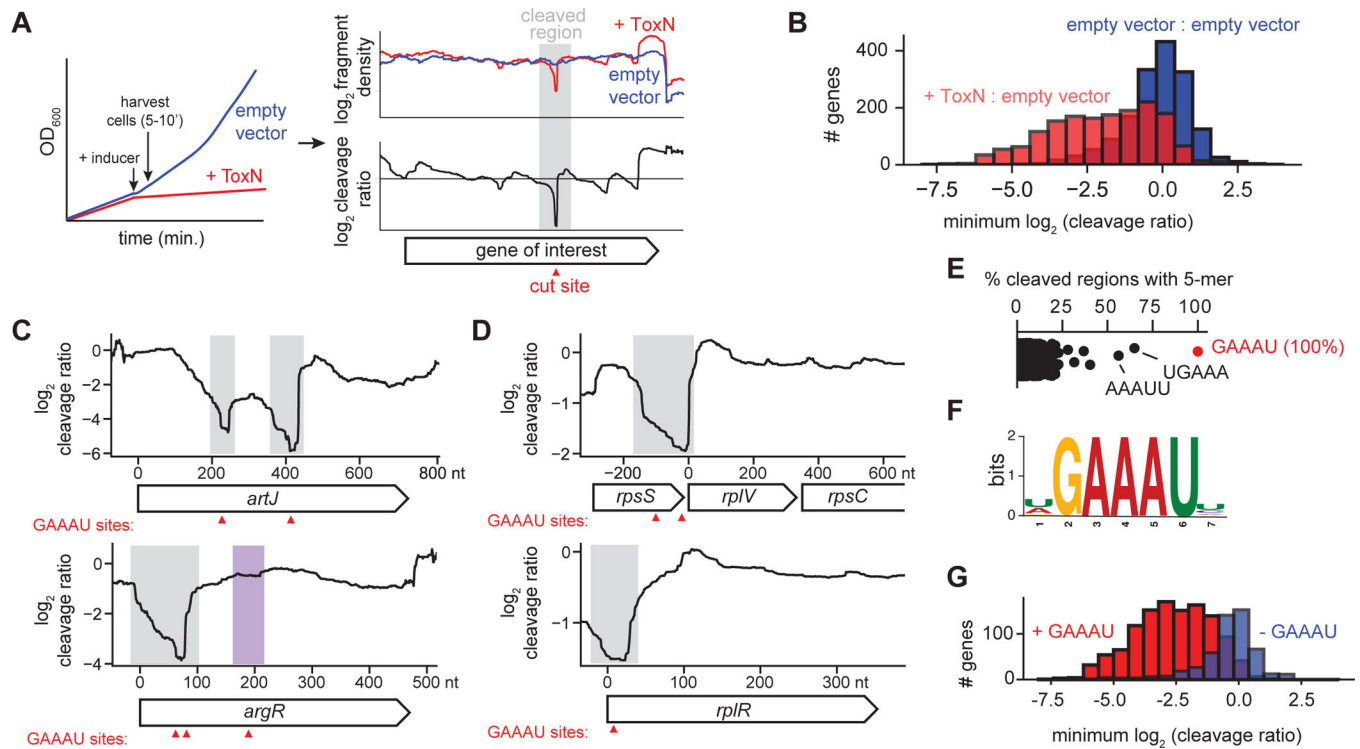 A
OD600
+ inducer
harvest
cells (5-10')
empty
vector
+ ToxN
time (min.)
log2 fragment
density
cleaved
region
+ ToxN
empty
vector
log2 cleavage
ratio
gene of interest
cut site
B
empty vector : empty vector
+ ToxN : empty vector
# genes
400
200
0
−7.5 −5.0 −2.5 0.0 2.5
minimum log2 (cleavage ratio)
C
log2
cleavage ratio
0
−2
−4
−6
0 200 400 600 800 nt
artJ
GAAAU sites:
log2
cleavage ratio
0
−2
−4
0 100 200 300 400 500 nt
argR
GAAAU sites:
D
log2
cleavage ratio
0
−1
−2
−200 0 200 400 600 nt
rpsS rplV rpsC
GAAAU sites:
log2
cleavage ratio
0
−1
0 100 200 300 nt
rplR
GAAAU sites:
E
% cleaved regions with 5-mer
0 25 50 75 100
GAAAU (100%)
UGAAA
AAAUU
F
bits
2
1
0
GAAAU
1 2 3 4 5 6 7
G
+ GAAAU
- GAAAU
# genes
100
0
−7.5 −5.0 −2.5 0.0 2.5
minimum log2 (cleavage ratio)